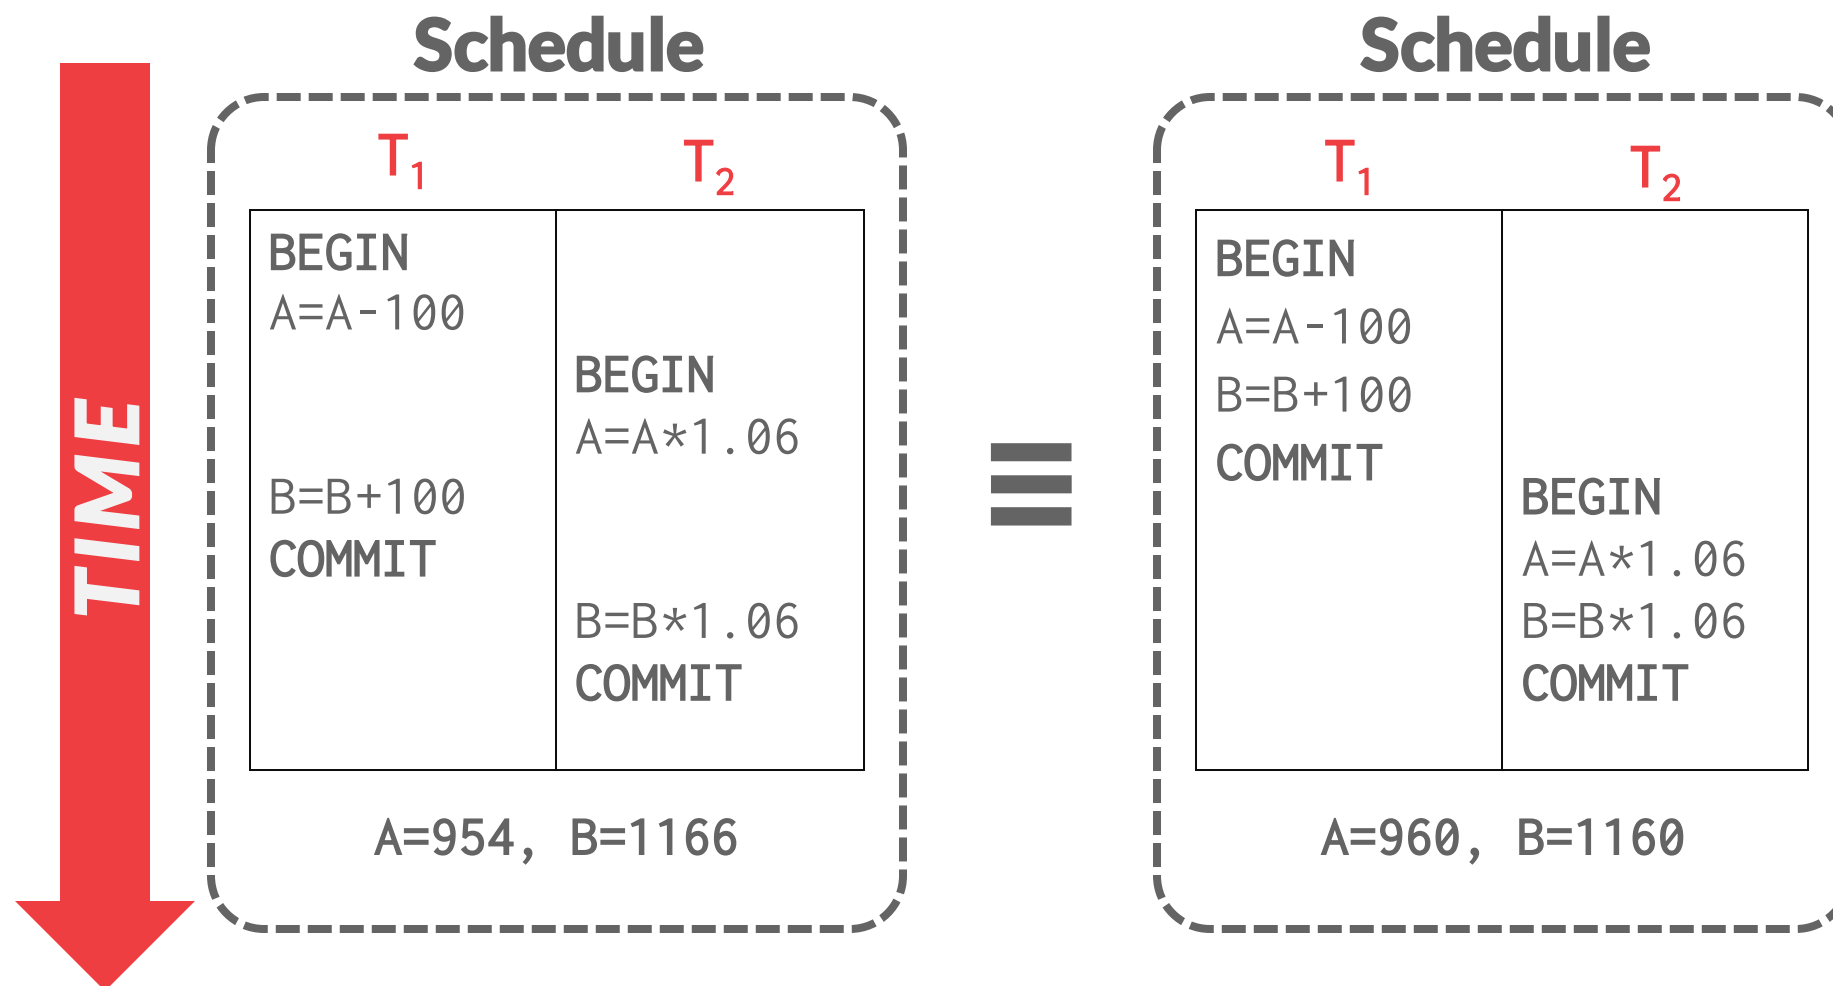 Schedule
Schedule
TIME
T1
T2
BEGIN
A=A-100
BEGIN
A=A*1.06
B=B+100
COMMIT
B=B*1.06
COMMIT
A=954, B=1166
≡
T1
T2
BEGIN
A=A-100
B=B+100
COMMIT
BEGIN
A=A*1.06
B=B*1.06
COMMIT
A=960, B=1160